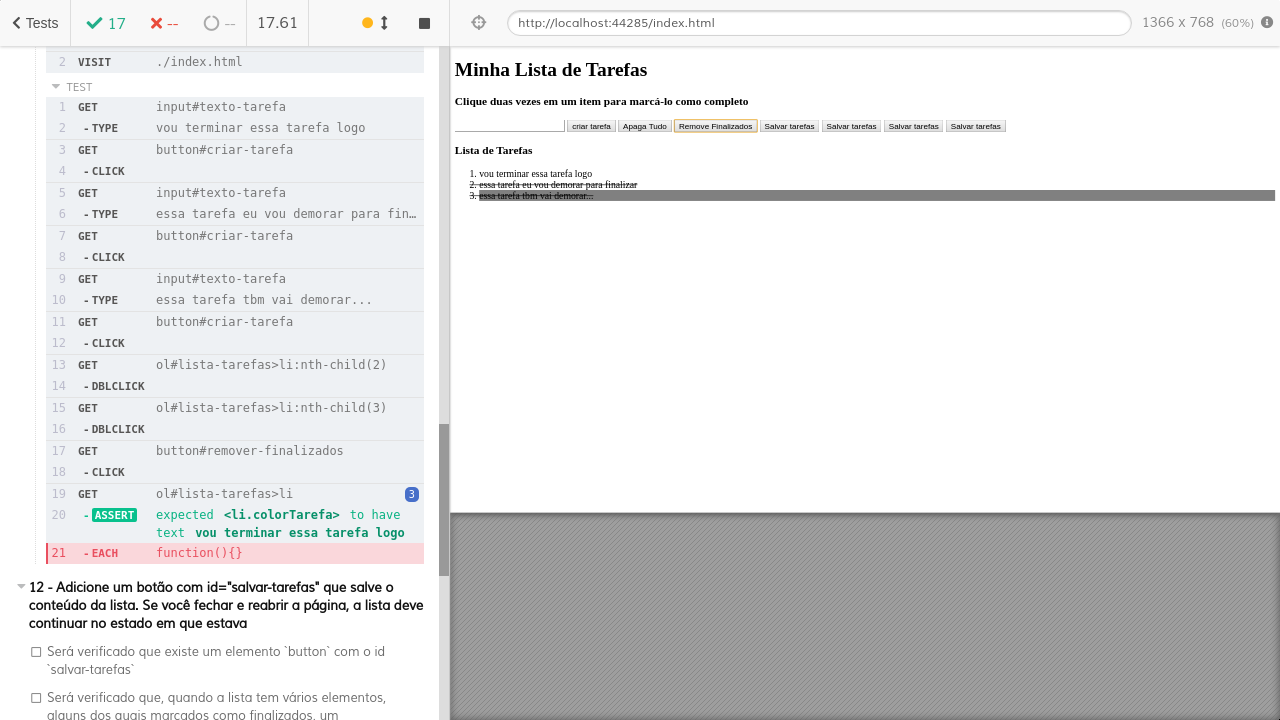 Tests 17 -- -- 17.61 http://localhost:44285/index.html 1366 x 768 (60%)
2 VISIT ./index.html
TEST
1 GET input#texto-tarefa
2 - TYPE vou terminar essa tarefa logo
3 GET button#criar-tarefa
4 - CLICK
5 GET input#texto-tarefa
6 - TYPE essa tarefa eu vou demorar para fin…
7 GET button#criar-tarefa
8 - CLICK
9 GET input#texto-tarefa
10 - TYPE essa tarefa tbm vai demorar...
11 GET button#criar-tarefa
12 - CLICK
13 GET ol#lista-tarefas>li:nth-child(2)
14 - DBLCLICK
15 GET ol#lista-tarefas>li:nth-child(3)
16 - DBLCLICK
17 GET button#remover-finalizados
18 - CLICK
19 GET ol#lista-tarefas>li 3
20 - ASSERT expected <li.colorTarefa> to have
text vou terminar essa tarefa logo
21 - EACH function(){}
12 - Adicione um botão com id="salvar-tarefas" que salve o
conteúdo da lista. Se você fechar e reabrir a página, a lista deve
continuar no estado em que estava
Será verificado que existe um elemento `button` com o id
`salvar-tarefas`
Será verificado que, quando a lista tem vários elementos,
alguns dos quais marcados como finalizados, um
Minha Lista de Tarefas
Clique duas vezes em um item para marcá-lo como completo
criar tarefa Apaga Tudo Remove Finalizados Salvar tarefas Salvar tarefas Salvar tarefas Salvar tarefas
Lista de Tarefas
1. vou terminar essa tarefa logo
2. essa tarefa eu vou demorar para finalizar
3. essa tarefa tbm vai demorar...